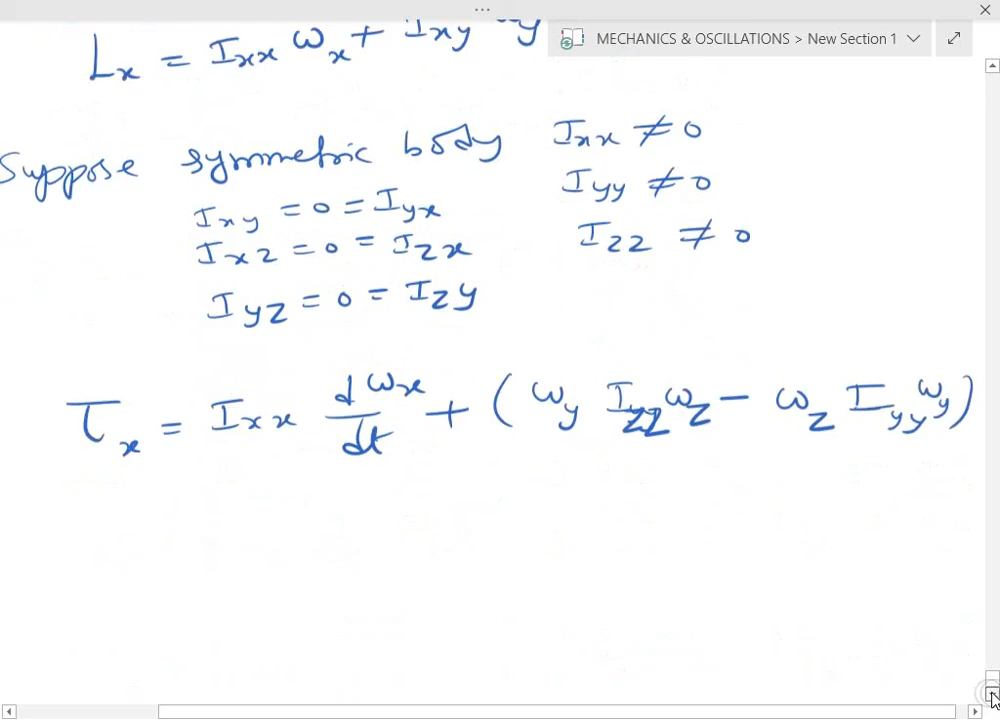 MECHANICS & OSCILLATIONS > New Section 1
Lx = Ixx ωx + Ixy ωy
Suppose symmetric body Ixx ≠ 0
Iyy ≠ 0
Izz ≠ 0
Ixy = 0 = Iyx
Ixz = 0 = Izx
Iyz = 0 = Izy
τx = Ixx dωx/dt + (ωy Izz ωz − ωz Iyy ωy)